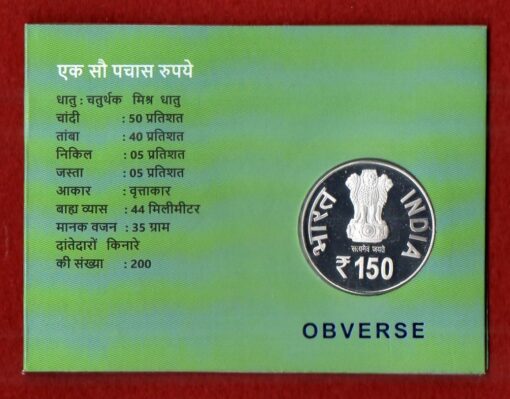 एक सौ पचास रुपये
धातु : चतुर्थक मिश्र धातु
चांदी : 50 प्रतिशत
तांबा : 40 प्रतिशत
निकिल : 05 प्रतिशत
जस्ता : 05 प्रतिशत
आकार : वृत्ताकार
बाह्य व्यास : 44 मिलीमीटर
मानक वजन : 35 ग्राम
दांतेदारों किनारे
की संख्या : 200
भारत
INDIA
सत्यमेव जयते
₹ 150
OBVERSE